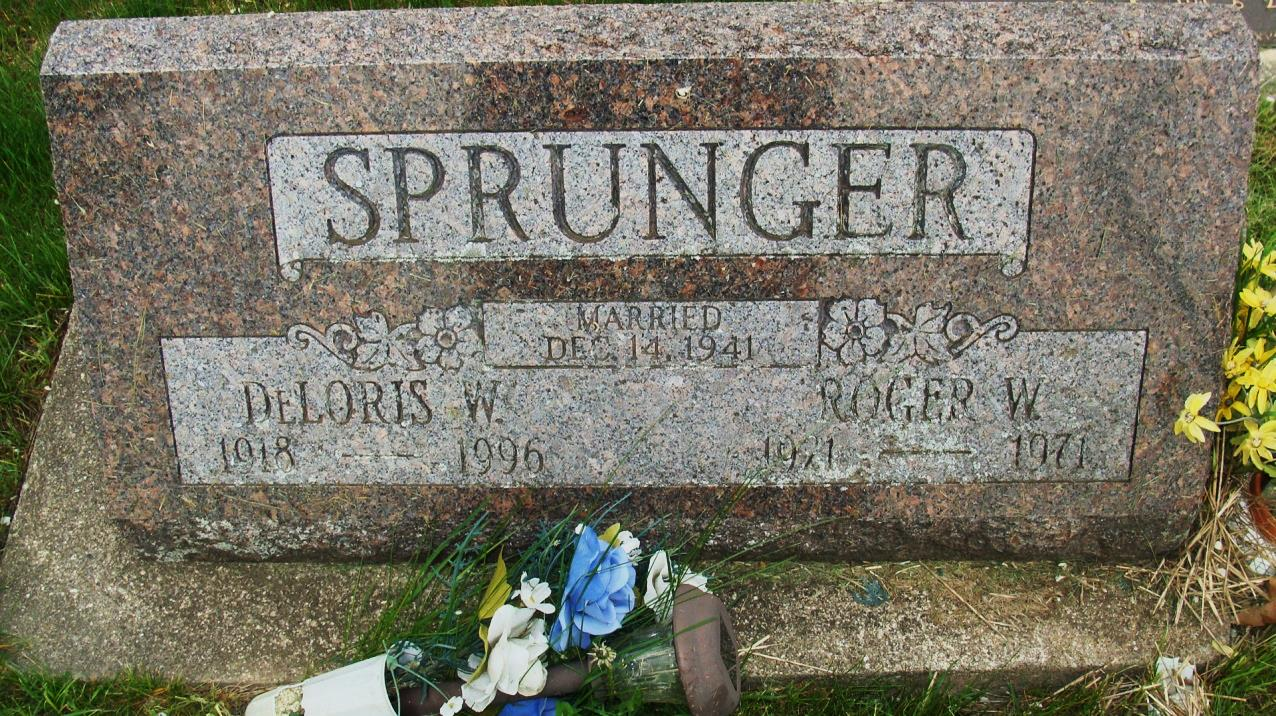 SPRUNGER
MARRIED
DEC. 14, 1941
DELORIS W.
1918 — 1996
ROGER W.
1921 — 1971